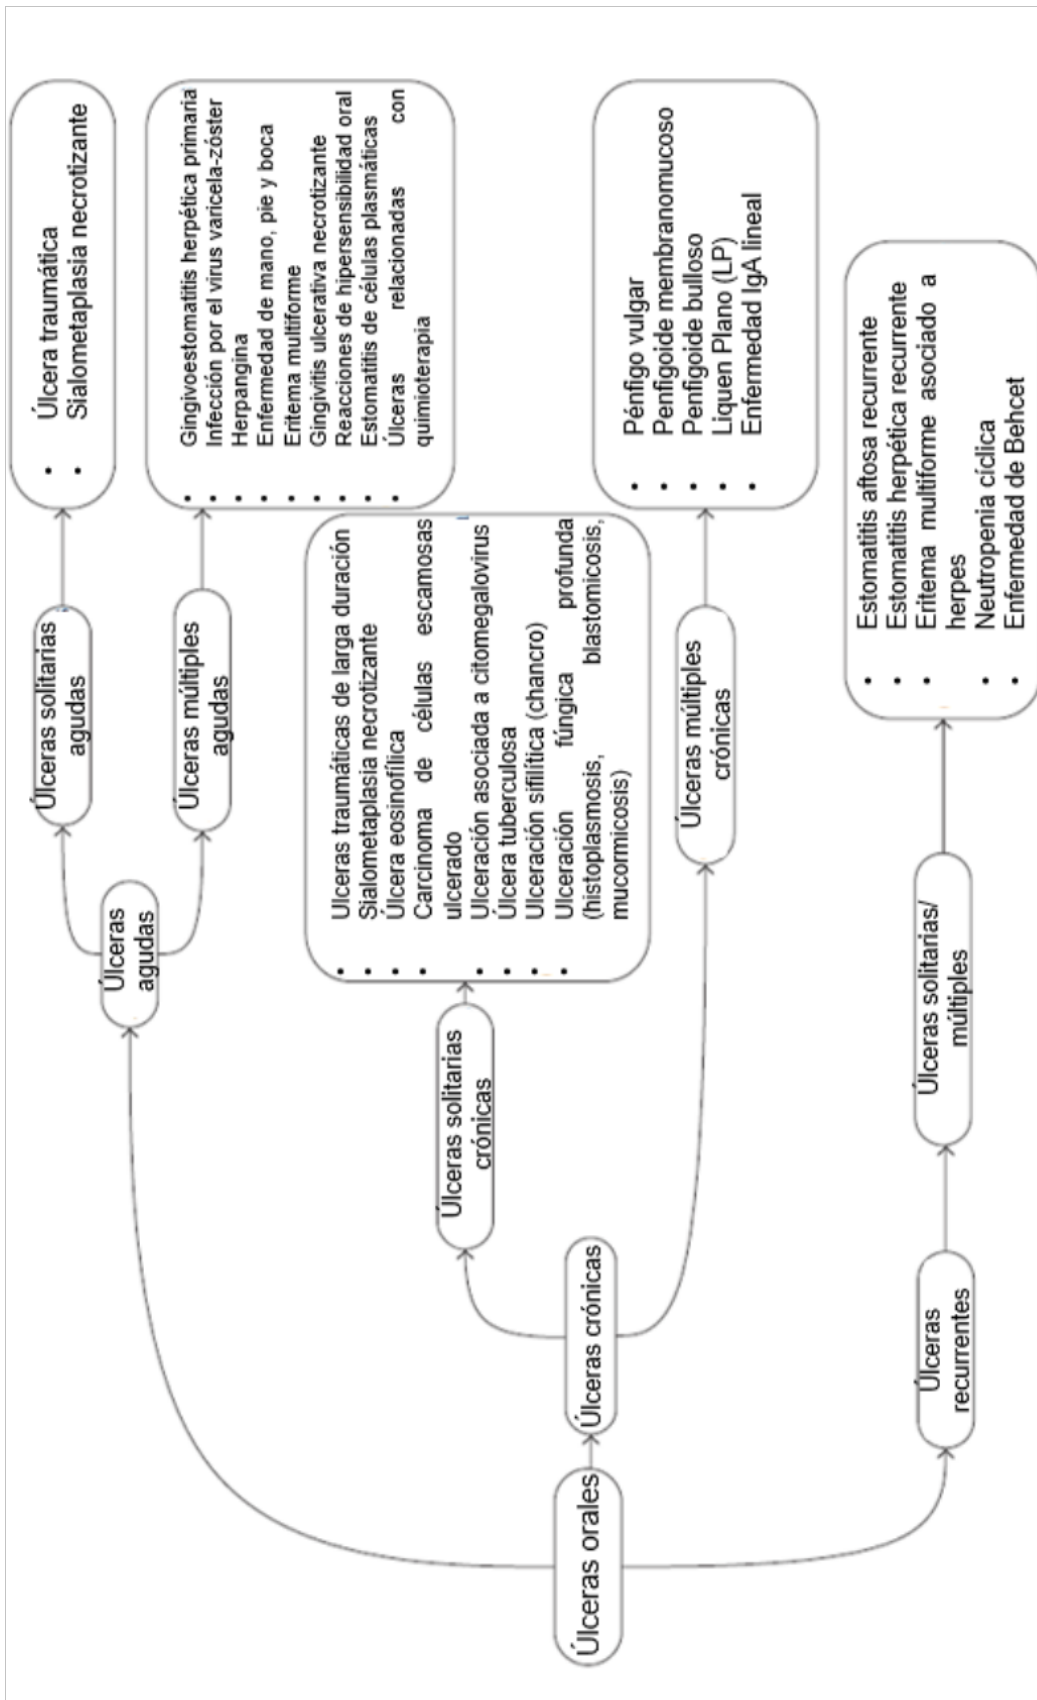 Úlceras orales
Úlceras
agudas
Úlceras solitarias
agudas
• Úlcera traumática
• Sialometaplasia necrotizante
Úlceras múltiples
agudas
• Gingivoestomatitis herpética primaria
• Infección por el virus varicela-zóster
• Herpangina
• Enfermedad de mano, pie y boca
• Eritema multiforme
• Gingivitis ulcerativa necrotizante
• Reacciones de hipersensibilidad oral
• Estomatitis de células plasmáticas
• Úlceras relacionadas con
quimioterapia
Úlceras crónicas
Úlceras solitarias
crónicas
• Ulceras traumáticas de larga duración
• Sialometaplasia necrotizante
• Úlcera eosinofílica
• Carcinoma de células escamosas
ulcerado
• Ulceración asociada a citomegalovirus
• Úlcera tuberculosa
• Ulceración sifilítica (chancro)
• Ulceración fúngica profunda
(histoplasmosis, blastomicosis,
mucormicosis)
Úlceras múltiples
crónicas
• Pénfigo vulgar
• Penfigoide membranomucoso
• Penfigoide bulloso
• Liquen Plano (LP)
• Enfermedad IgA lineal
Úlceras
recurrentes
Úlceras solitarias/
múltiples
• Estomatitis aftosa recurrente
• Estomatitis herpética recurrente
• Eritema multiforme asociado a
herpes
• Neutropenia cíclica
• Enfermedad de Behcet